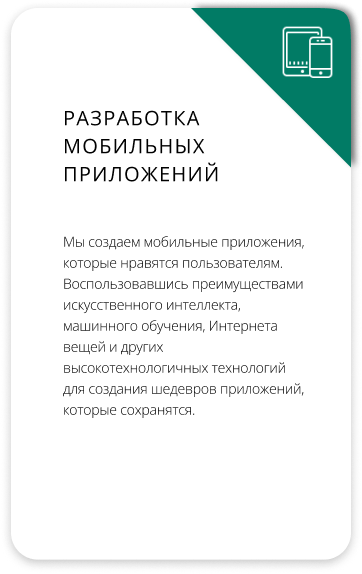 РАЗРАБОТКА
МОБИЛЬНЫХ
ПРИЛОЖЕНИЙ
Мы создаем мобильные приложения,
которые нравятся пользователям.
Воспользовавшись преимуществами
искусственного интеллекта,
машинного обучения, Интернета
вещей и других
высокотехнологичных технологий
для создания шедевров приложений,
которые сохранятся.